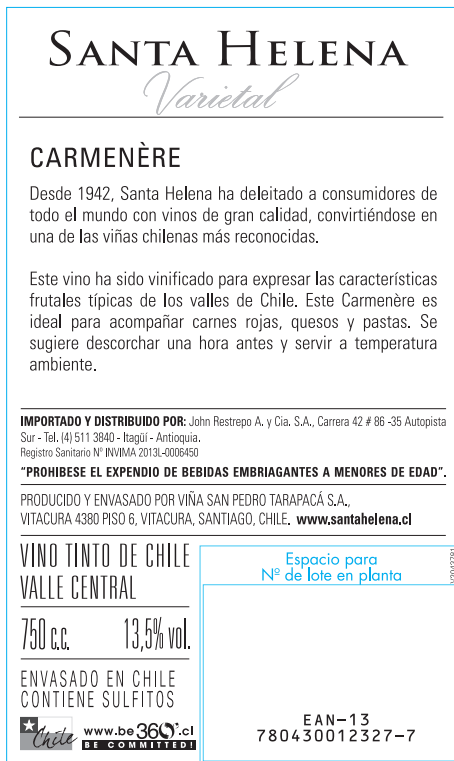 SANTA HELENA
Varietal
CARMENÈRE
Desde 1942, Santa Helena ha deleitado a consumidores de
todo el mundo con vinos de gran calidad, convirtiéndose en
una de las viñas chilenas más reconocidas.
Este vino ha sido vinificado para expresar las características
frutales típicas de los valles de Chile. Este Carmenère es
ideal para acompañar carnes rojas, quesos y pastas. Se
sugiere descorchar una hora antes y servir a temperatura
ambiente.
IMPORTADO Y DISTRIBUIDO POR: John Restrepo A. y Cia. S.A., Carrera 42 # 86 -35 Autopista
Sur - Tel. (4) 511 3840 - Itagüí - Antioquia.
Registro Sanitario Nº INVIMA 2013L-0006450
“PROHIBESE EL EXPENDIO DE BEBIDAS EMBRIAGANTES A MENORES DE EDAD”.
PRODUCIDO Y ENVASADO POR VIÑA SAN PEDRO TARAPACÁ S.A.,
VITACURA 4380 PISO 6, VITACURA, SANTIAGO, CHILE. www.santahelena.cl
VINO TINTO DE CHILE
VALLE CENTRAL
750 c.c. 13,5% vol.
ENVASADO EN CHILE
CONTIENE SULFITOS
Chile www.be360°.cl
BE COMMITTED!
Espacio para
Nº de lote en planta
EAN-13
780430012327-7